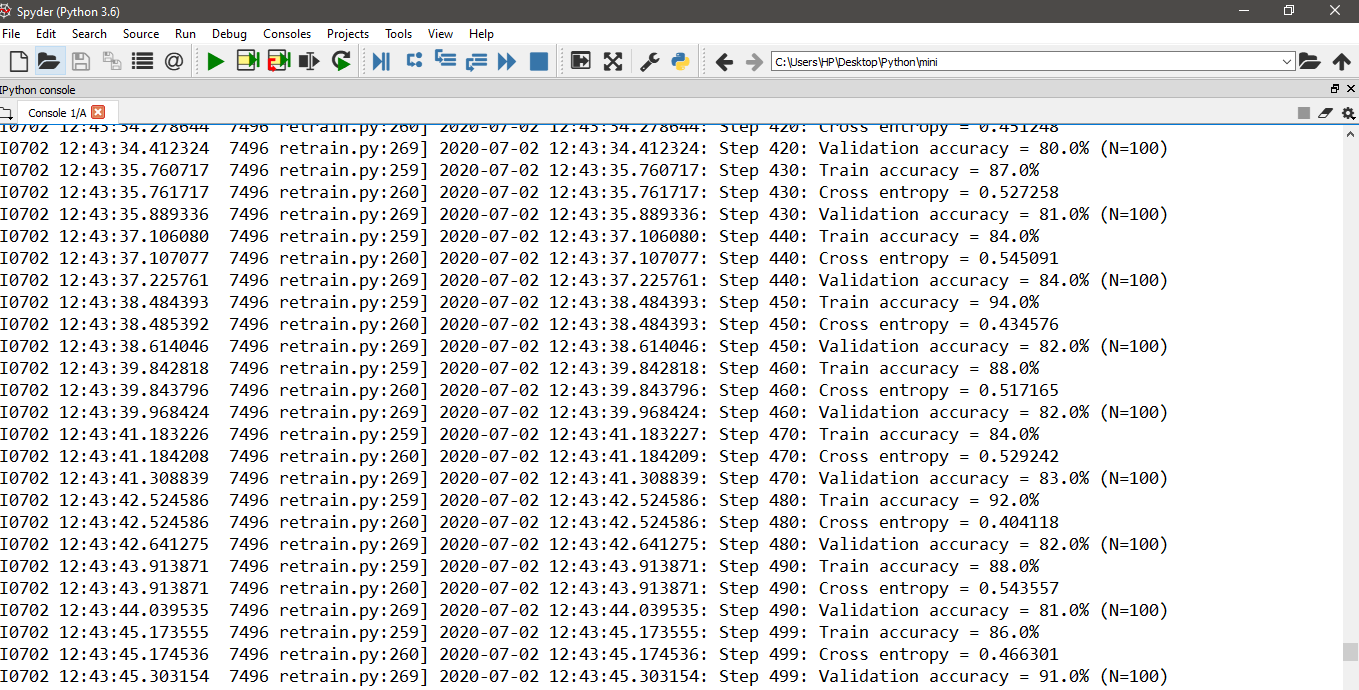 Spyder (Python 3.6)
File Edit Search Source Run Debug Consoles Projects Tools View Help
C:\Users\HP\Desktop\Python\mini
IPython console
Console 1/A
I0702 12:43:34.278644  7496 retrain.py:260] 2020-07-02 12:43:34.278644: Step 420: Cross entropy = 0.451248
I0702 12:43:34.412324  7496 retrain.py:269] 2020-07-02 12:43:34.412324: Step 420: Validation accuracy = 80.0% (N=100)
I0702 12:43:35.760717  7496 retrain.py:259] 2020-07-02 12:43:35.760717: Step 430: Train accuracy = 87.0%
I0702 12:43:35.761717  7496 retrain.py:260] 2020-07-02 12:43:35.761717: Step 430: Cross entropy = 0.527258
I0702 12:43:35.889336  7496 retrain.py:269] 2020-07-02 12:43:35.889336: Step 430: Validation accuracy = 81.0% (N=100)
I0702 12:43:37.106080  7496 retrain.py:259] 2020-07-02 12:43:37.106080: Step 440: Train accuracy = 84.0%
I0702 12:43:37.107077  7496 retrain.py:260] 2020-07-02 12:43:37.107077: Step 440: Cross entropy = 0.545091
I0702 12:43:37.225761  7496 retrain.py:269] 2020-07-02 12:43:37.225761: Step 440: Validation accuracy = 84.0% (N=100)
I0702 12:43:38.484393  7496 retrain.py:259] 2020-07-02 12:43:38.484393: Step 450: Train accuracy = 94.0%
I0702 12:43:38.485392  7496 retrain.py:260] 2020-07-02 12:43:38.484393: Step 450: Cross entropy = 0.434576
I0702 12:43:38.614046  7496 retrain.py:269] 2020-07-02 12:43:38.614046: Step 450: Validation accuracy = 82.0% (N=100)
I0702 12:43:39.842818  7496 retrain.py:259] 2020-07-02 12:43:39.842818: Step 460: Train accuracy = 88.0%
I0702 12:43:39.843796  7496 retrain.py:260] 2020-07-02 12:43:39.843796: Step 460: Cross entropy = 0.517165
I0702 12:43:39.968424  7496 retrain.py:269] 2020-07-02 12:43:39.968424: Step 460: Validation accuracy = 82.0% (N=100)
I0702 12:43:41.183226  7496 retrain.py:259] 2020-07-02 12:43:41.183227: Step 470: Train accuracy = 84.0%
I0702 12:43:41.184208  7496 retrain.py:260] 2020-07-02 12:43:41.184209: Step 470: Cross entropy = 0.529242
I0702 12:43:41.308839  7496 retrain.py:269] 2020-07-02 12:43:41.308839: Step 470: Validation accuracy = 83.0% (N=100)
I0702 12:43:42.524586  7496 retrain.py:259] 2020-07-02 12:43:42.524586: Step 480: Train accuracy = 92.0%
I0702 12:43:42.524586  7496 retrain.py:260] 2020-07-02 12:43:42.524586: Step 480: Cross entropy = 0.404118
I0702 12:43:42.641275  7496 retrain.py:269] 2020-07-02 12:43:42.641275: Step 480: Validation accuracy = 82.0% (N=100)
I0702 12:43:43.913871  7496 retrain.py:259] 2020-07-02 12:43:43.913871: Step 490: Train accuracy = 88.0%
I0702 12:43:43.913871  7496 retrain.py:260] 2020-07-02 12:43:43.913871: Step 490: Cross entropy = 0.543557
I0702 12:43:44.039535  7496 retrain.py:269] 2020-07-02 12:43:44.039535: Step 490: Validation accuracy = 81.0% (N=100)
I0702 12:43:45.173555  7496 retrain.py:259] 2020-07-02 12:43:45.173555: Step 499: Train accuracy = 86.0%
I0702 12:43:45.174536  7496 retrain.py:260] 2020-07-02 12:43:45.174536: Step 499: Cross entropy = 0.466301
I0702 12:43:45.303154  7496 retrain.py:269] 2020-07-02 12:43:45.303154: Step 499: Validation accuracy = 91.0% (N=100)